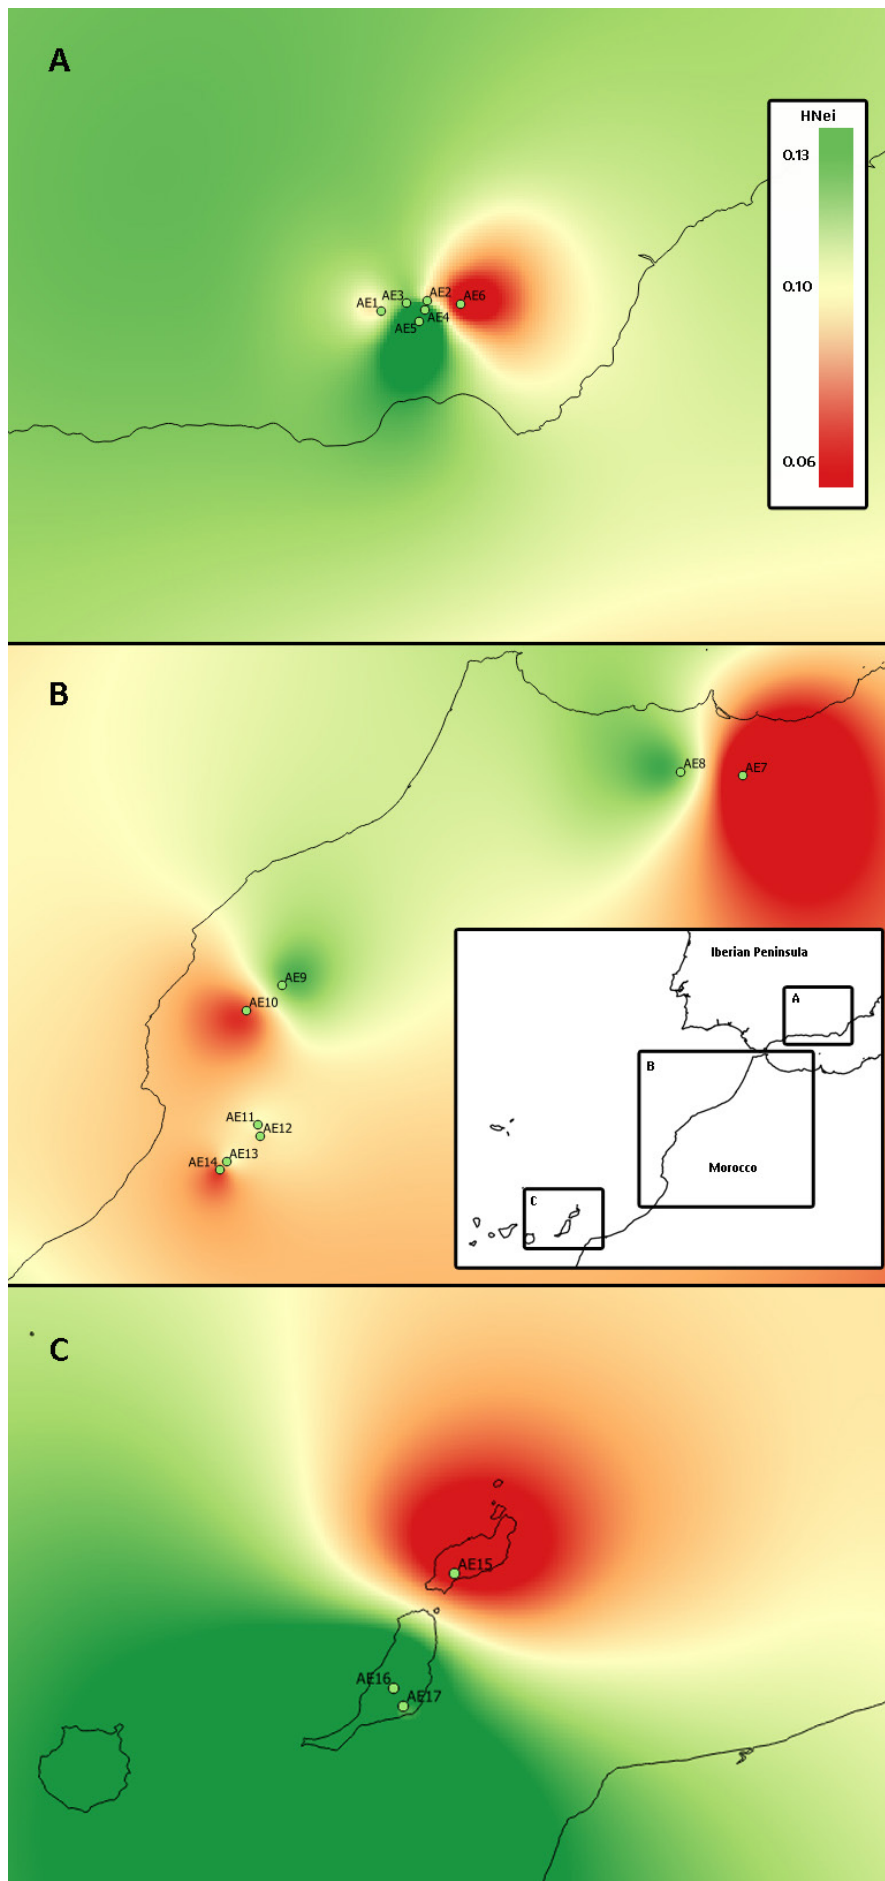 A
HNei
0.13
0.10
0.06
AE1
AE3
AE2
AE6
AE4
AE5
B
AE8
AE7
AE9
AE10
AE11
AE12
AE13
AE14
Iberian Peninsula
A
B
Morocco
C
C
AE15
AE16
AE17